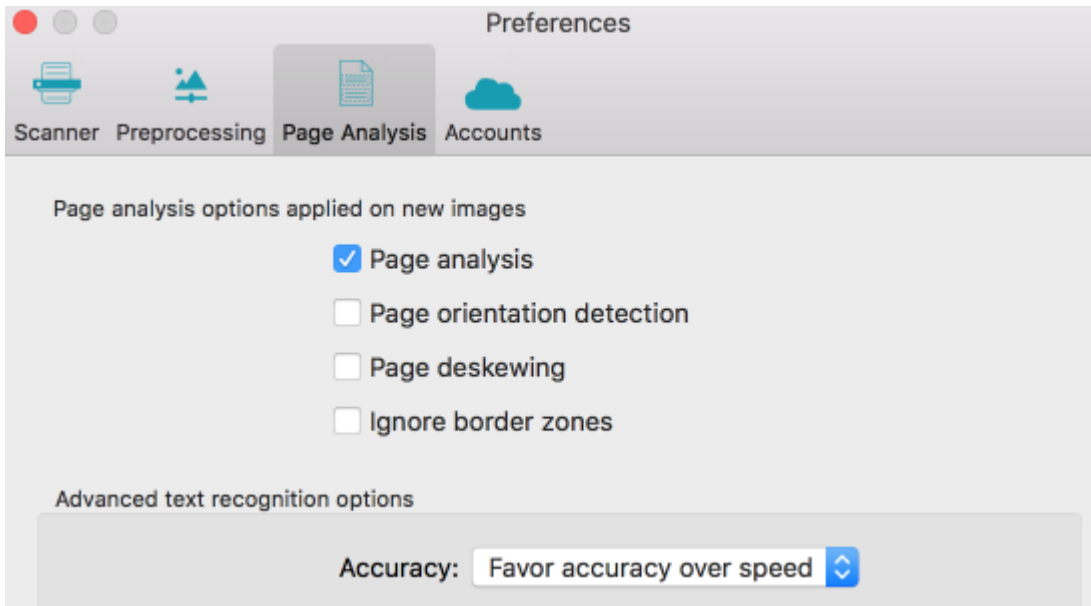 Preferences
Scanner Preprocessing Page Analysis Accounts
Page analysis options applied on new images
Page analysis
Page orientation detection
Page deskewing
Ignore border zones
Advanced text recognition options
Accuracy: Favor accuracy over speed